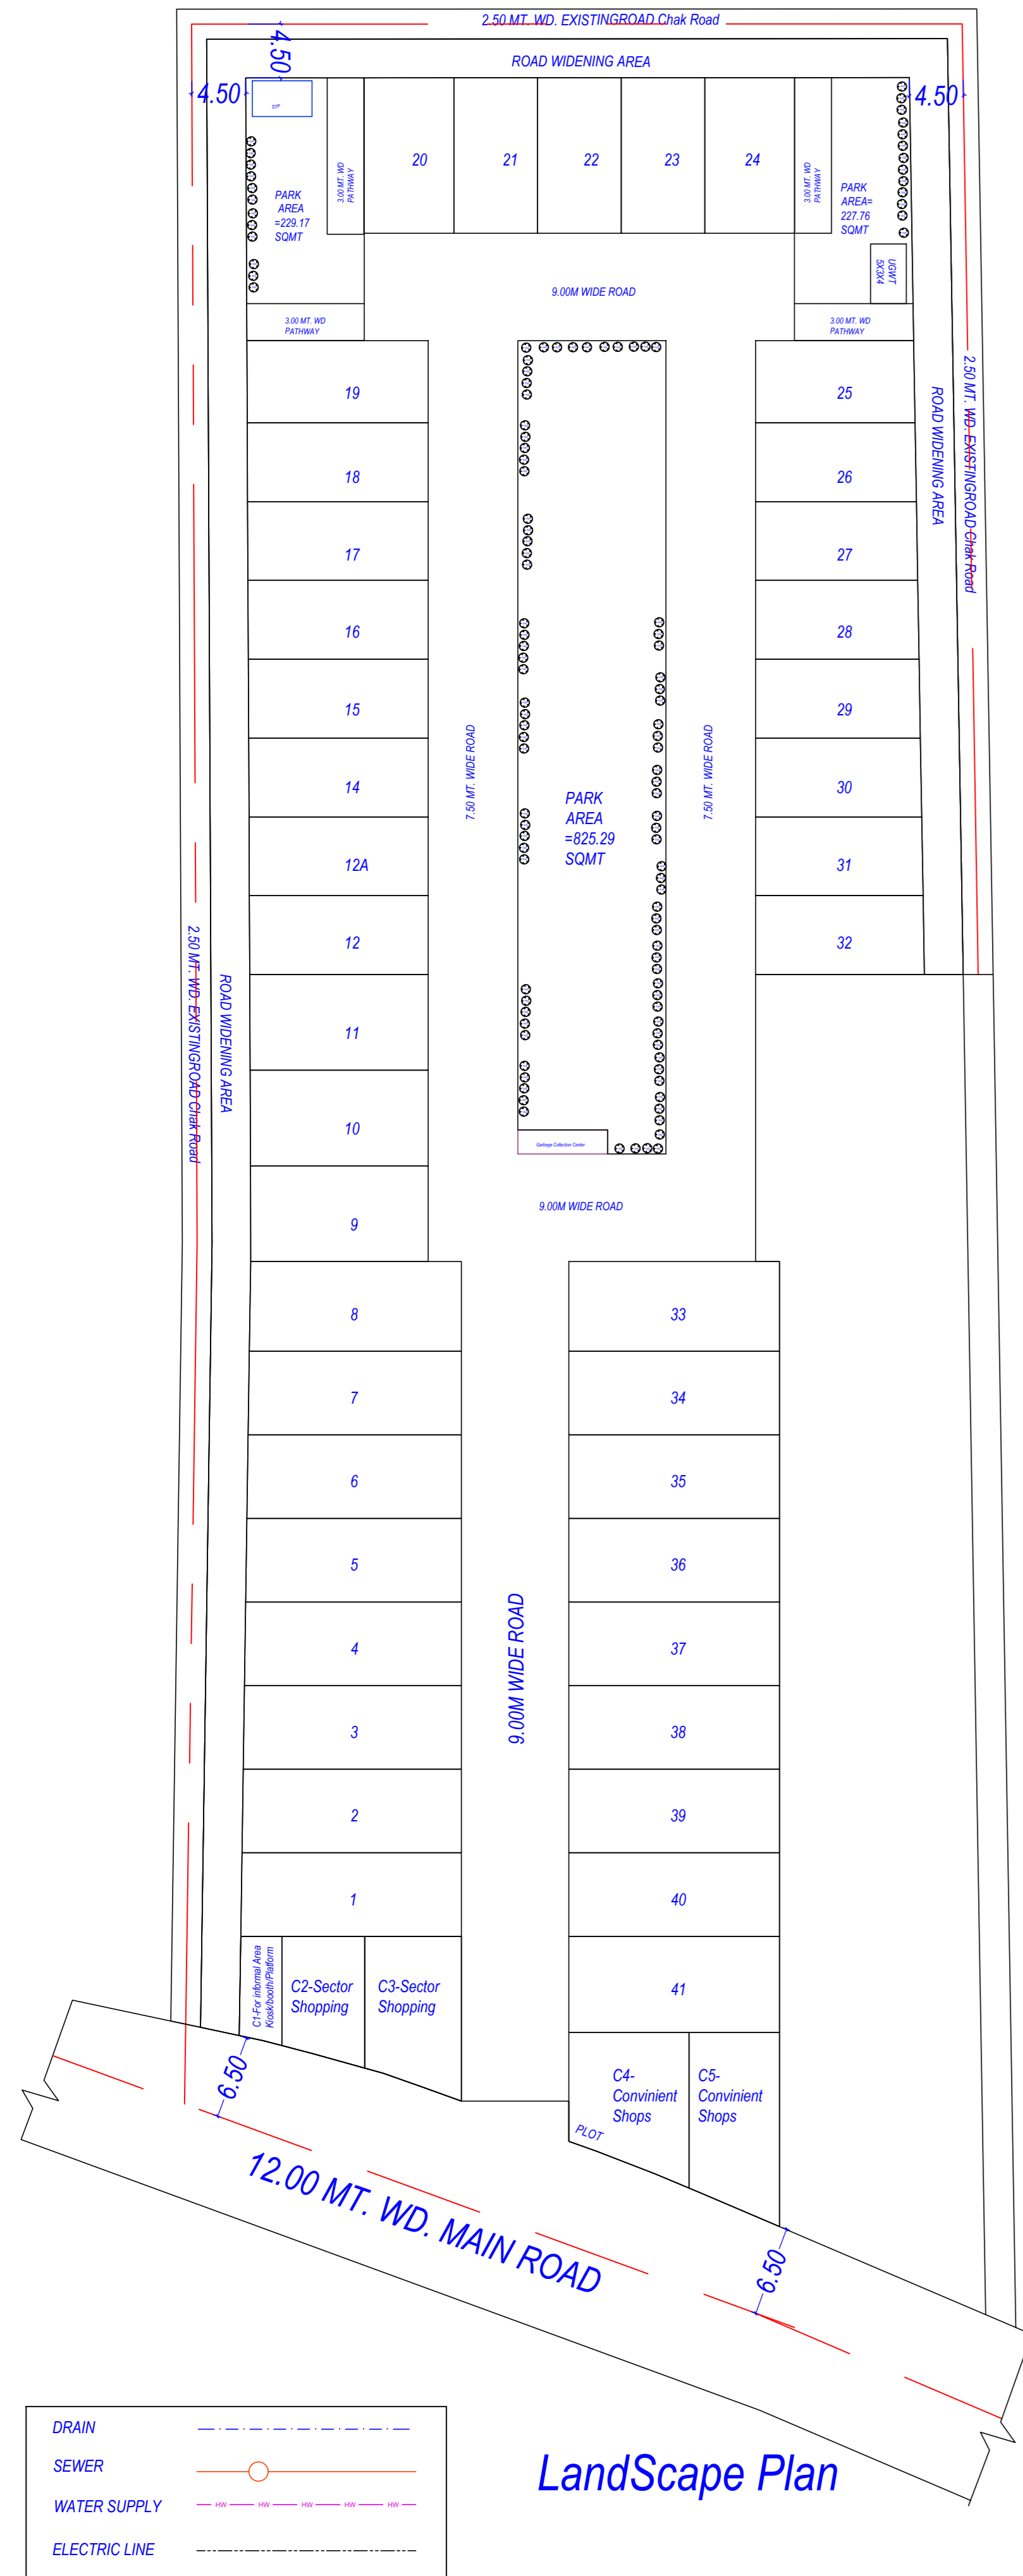 2.50 MT. WD. EXISTINGROAD Chak Road
ROAD WIDENING AREA
4.50
4.50
4.50
STP
PARK
AREA
=229.17
SQMT
3.00 MT. WD
PATHWAY
20
21
22
23
24
3.00 MT. WD
PATHWAY
PARK
AREA=
227.76
SQMT
UGWT
5X3X4
9.00M WIDE ROAD
3.00 MT. WD
PATHWAY
3.00 MT. WD
PATHWAY
19
18
17
16
15
14
12A
12
11
10
9
25
26
27
28
29
30
31
32
2.50 MT. WD. EXISTINGROAD Chak Road
ROAD WIDENING AREA
7.50 MT. WIDE ROAD
PARK
AREA
=825.29
SQMT
7.50 MT. WIDE ROAD
2.50 MT. WD. EXISTINGROAD Chak Road
ROAD WIDENING AREA
Garbage Collection Center
9.00M WIDE ROAD
8
7
6
5
4
3
2
1
33
34
35
36
37
38
39
40
41
9.00M WIDE ROAD
C1-For informal Area
Kiosk/booth/Platform
C2-Sector
Shopping
C3-Sector
Shopping
C4-
Convinient
Shops
C5-
Convinient
Shops
PLOT
6.50
6.50
12.00 MT. WD. MAIN ROAD
LandScape Plan
DRAIN
SEWER
WATER SUPPLY
HW HW HW HW HW
ELECTRIC LINE